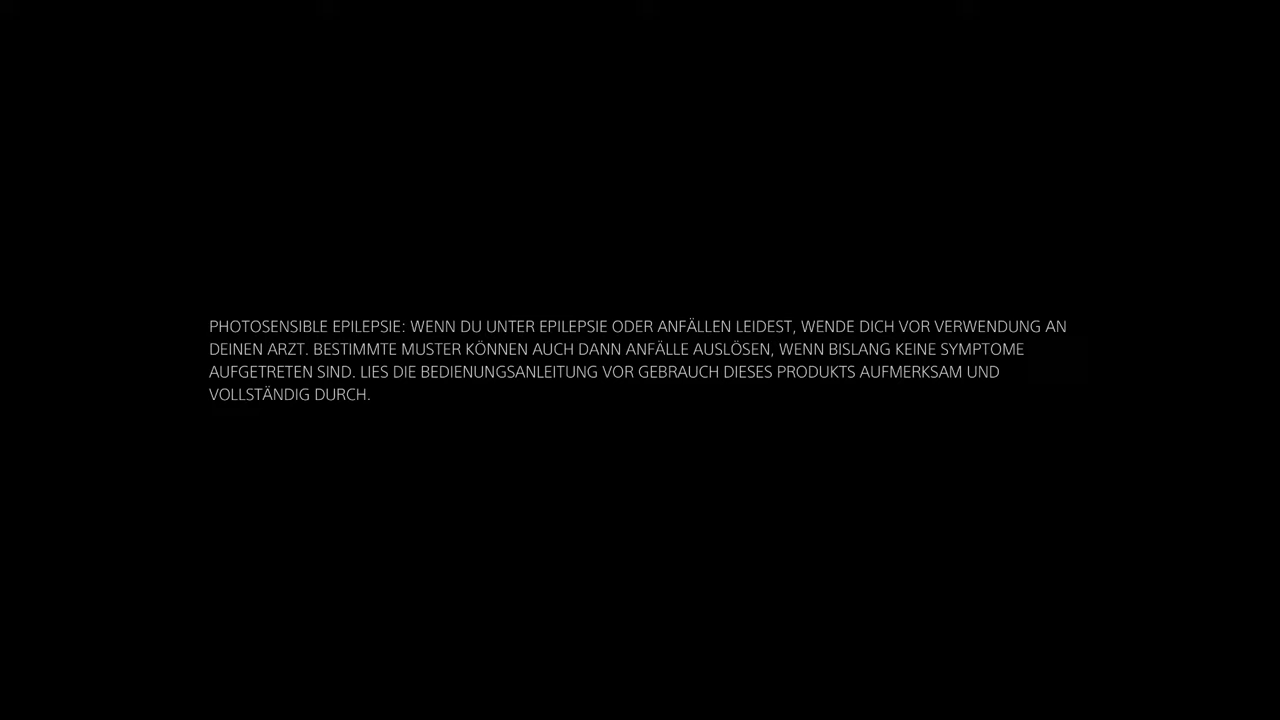 PHOTOSENSIBLE EPILEPSIE: WENN DU UNTER EPILEPSIE ODER ANFÄLLEN LEIDEST, WENDE DICH VOR VERWENDUNG AN
DEINEN ARZT. BESTIMMTE MUSTER KÖNNEN AUCH DANN ANFÄLLE AUSLÖSEN, WENN BISLANG KEINE SYMPTOME
AUFGETRETEN SIND. LIES DIE BEDIENUNGSANLEITUNG VOR GEBRAUCH DIESES PRODUKTS AUFMERKSAM UND
VOLLSTÄNDIG DURCH.